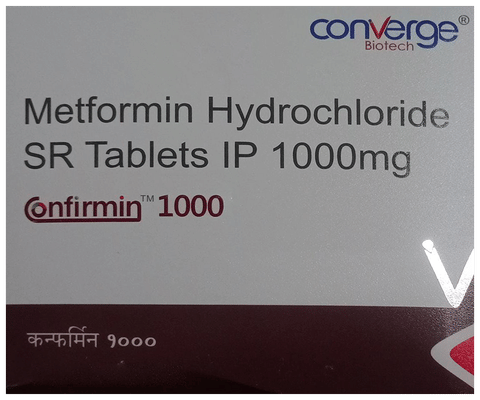 converge®
Biotech
Metformin Hydrochloride
SR Tablets IP 1000mg
Confirmin™ 1000
कन्फर्मिन १०००